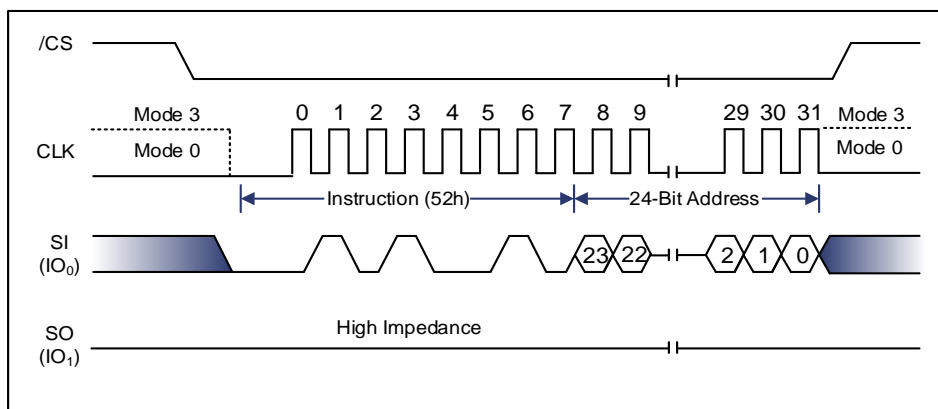 /CS
0 1 2 3 4 5 6 7 8 9 29 30 31
Mode 3 Mode 3
CLK Mode 0 Mode 0
Instruction (52h) 24-Bit Address
SI
(IO₀) 23 22 2 1 0
High Impedance
SO
(IO₁)